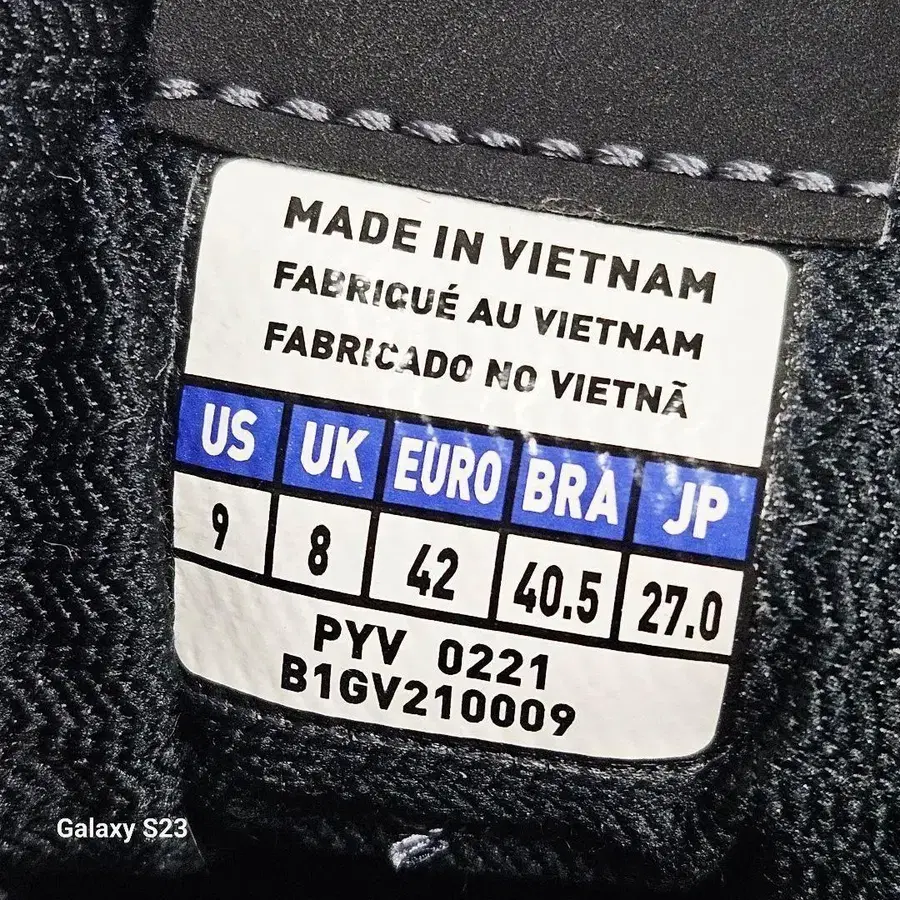 MADE IN VIETNAM
FABRIQUÉ AU VIETNAM
FABRICADO NO VIETNÃ
US UK EURO BRA JP
9 8 42 40.5 27.0
PYV 0221
B1GV210009
Galaxy S23